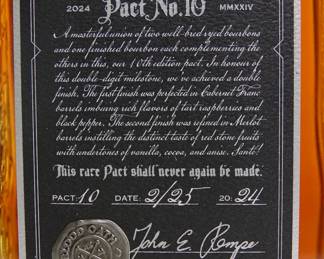 2024 Pact No.10 MMXXIV
A masterful union of two well-bred rye bourbons
and one finished bourbon each complementing the
others in this, our 10th edition pact. In honour of
this double-digit milestone, we've achieved a double
finish. The first finish was perfected in Cabernet Franc
barrels imbuing rich flavors of tart raspberries and
black pepper. The second finish was refined in Merlot
barrels instilling the distinct taste of red stone fruits
with undertones of vanilla, cocoa, and anise. Santé!
This rare Pact shall never again be made.
PACT: 10 DATE: 2/25 20: 24
John E. Rempe
BLOOD OATH